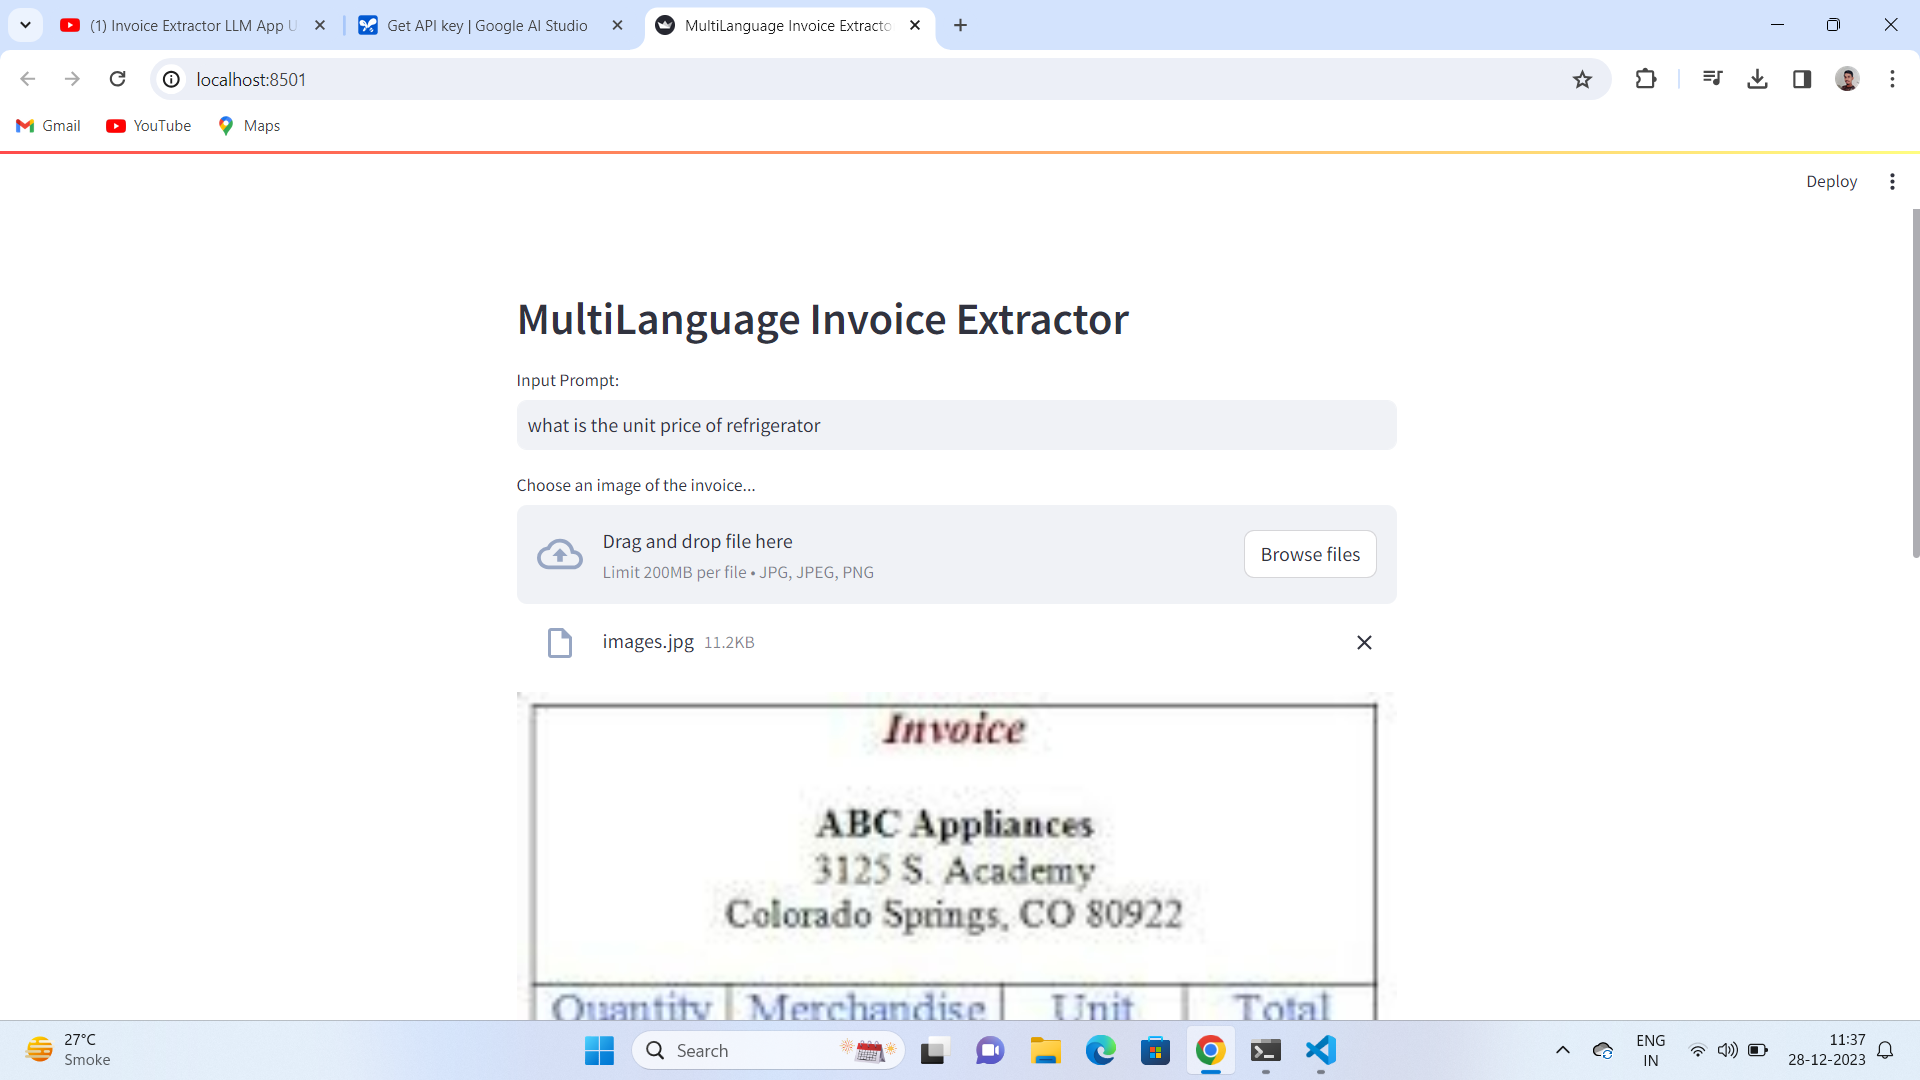 (1) Invoice Extractor LLM App U
Get API key | Google AI Studio
MultiLanguage Invoice Extracto
localhost:8501
Gmail
YouTube
Maps
Deploy
MultiLanguage Invoice Extractor
Input Prompt:
what is the unit price of refrigerator
Choose an image of the invoice...
Drag and drop file here
Limit 200MB per file • JPG, JPEG, PNG
Browse files
images.jpg 11.2KB
Invoice
ABC Appliances
3125 S. Academy
Colorado Springs, CO 80922
Quantity Merchandise Unit Total
27°C
Smoke
Search
ENG
IN
11:37
28-12-2023